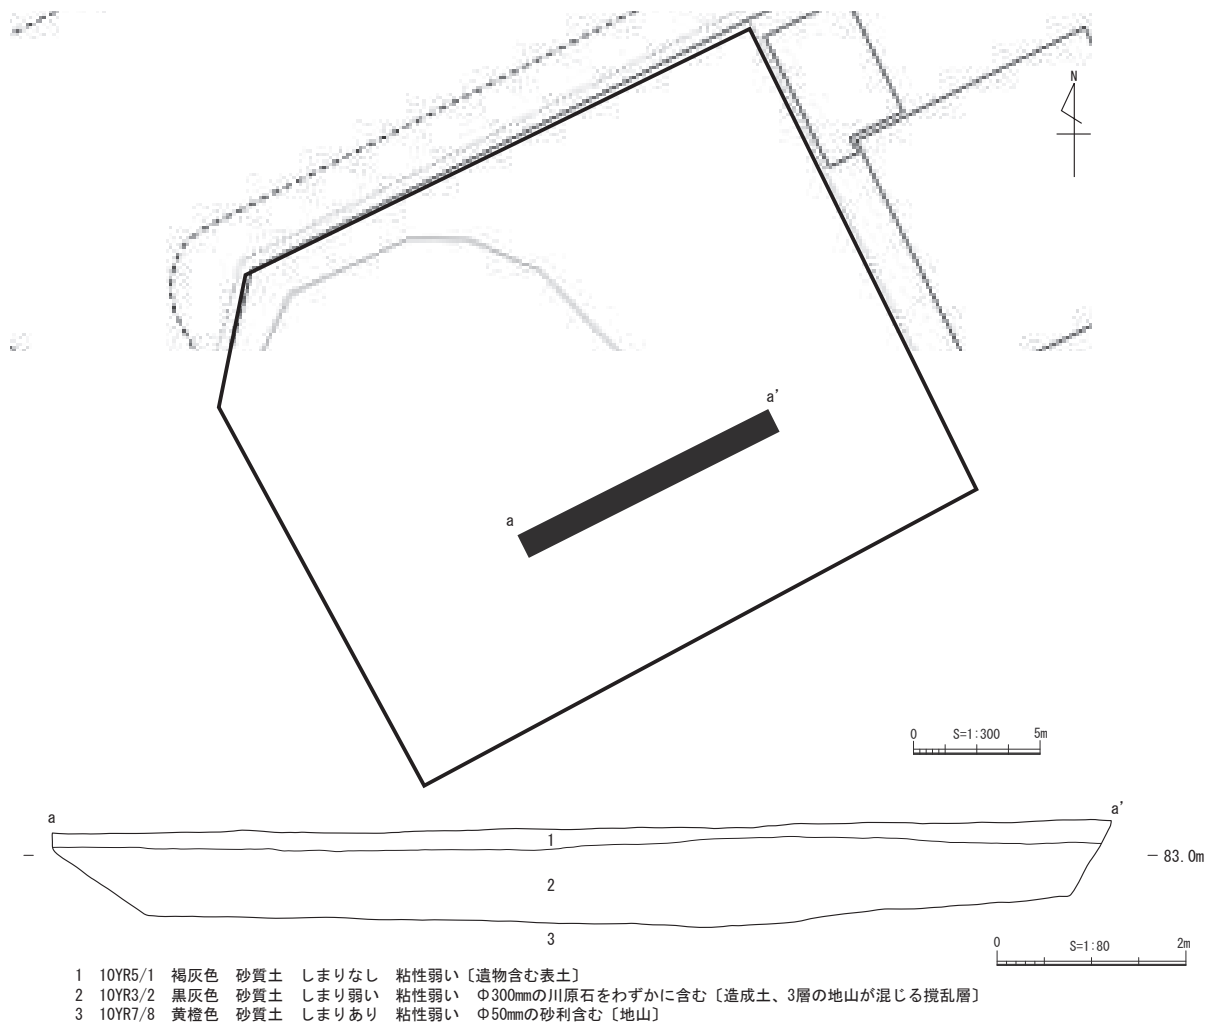 N
a'
a
0 S=1:300 5m
a a'
1
— — 83.0m
2
3
0 S=1:80 2m
1 10YR5/1 褐灰色 砂質土 しまりなし 粘性弱い〔遺物含む表土〕
2 10YR3/2 黒灰色 砂質土 しまり弱い 粘性弱い Φ300㎜の川原石をわずかに含む〔造成土、3層の地山が混じる撹乱層〕
3 10YR7/8 黄橙色 砂質土 しまりあり 粘性弱い Φ50㎜の砂利含む〔地山〕